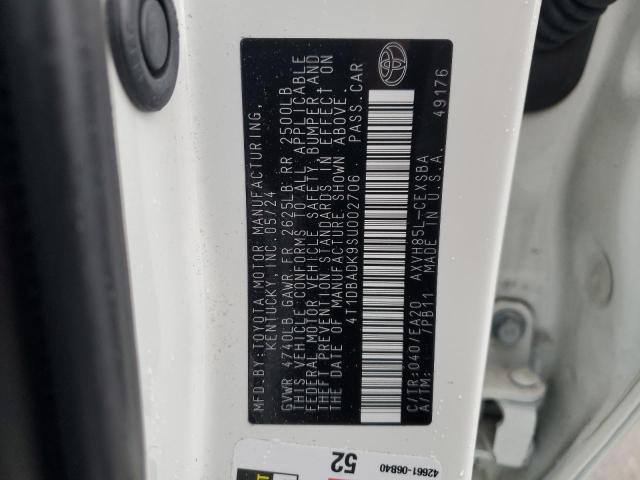 MFD.BY:TOYOTA MOTOR MANUFACTURING,
KENTUCKY, INC. 05/24
GVWR 4740LB GAWR FR 2625LB RR 2500LB
THIS VEHICLE CONFORMS TO ALL APPLICABLE
FEDERAL MOTOR VEHICLE SAFETY, BUMPER, AND
THEFT PREVENTION STANDARDS IN EFFECT ON
THE DATE OF MANUFACTURE SHOWN ABOVE.
4T1DBADK9SU002706 PASS.CAR
C/TR:040/EA20 AXVH85L-CEXSBA
A/TM: /PB11 MADE IN U.S.A.
49176
52
42661-06B40